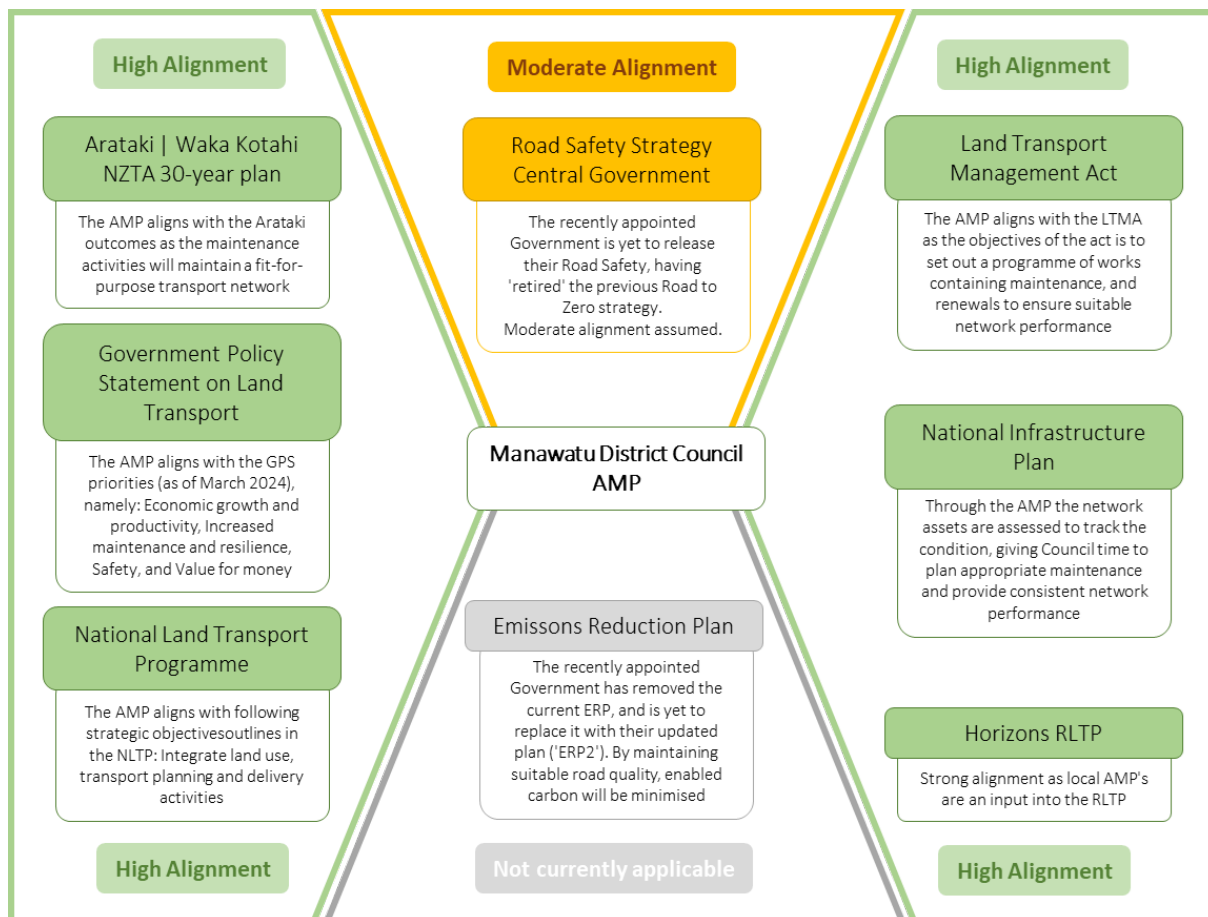 High Alignment
Arataki | Waka Kotahi
NZTA 30-year plan
The AMP aligns with the Arataki
outcomes as the maintenance
activities will maintain a fit-for-
purpose transport network
Government Policy
Statement on Land
Transport
The AMP aligns with the GPS
priorities (as of March 2024),
namely: Economic growth and
productivity, Increased
maintenance and resilience,
Safety, and Value for money
National Land Transport
Programme
The AMP aligns with following
strategic objectivesoutlines in
the NLTP: Integrate land use,
transport planning and delivery
activities
High Alignment
Moderate Alignment
Road Safety Strategy
Central Government
The recently appointed
Government is yet to release
their Road Safety, having
'retired' the previous Road to
Zero strategy.
Moderate alignment assumed.
Manawatu District Council
AMP
Emissons Reduction Plan
The recently appointed
Government has removed the
current ERP, and is yet to
replace it with their updated
plan ('ERP2'). By maintaining
suitable road quality, enabled
carbon will be minimised
Not currently applicable
High Alignment
Land Transport
Management Act
The AMP aligns with the LTMA
as the objectives of the act is to
set out a programme of works
containing maintenance, and
renewals to ensure suitable
network performance
National Infrastructure
Plan
Through the AMP the network
assets are assessed to track the
condition, giving Council time to
plan appropriate maintenance
and provide consistent network
performance
Horizons RLTP
Strong alignment as local AMP's
are an input into the RLTP
High Alignment